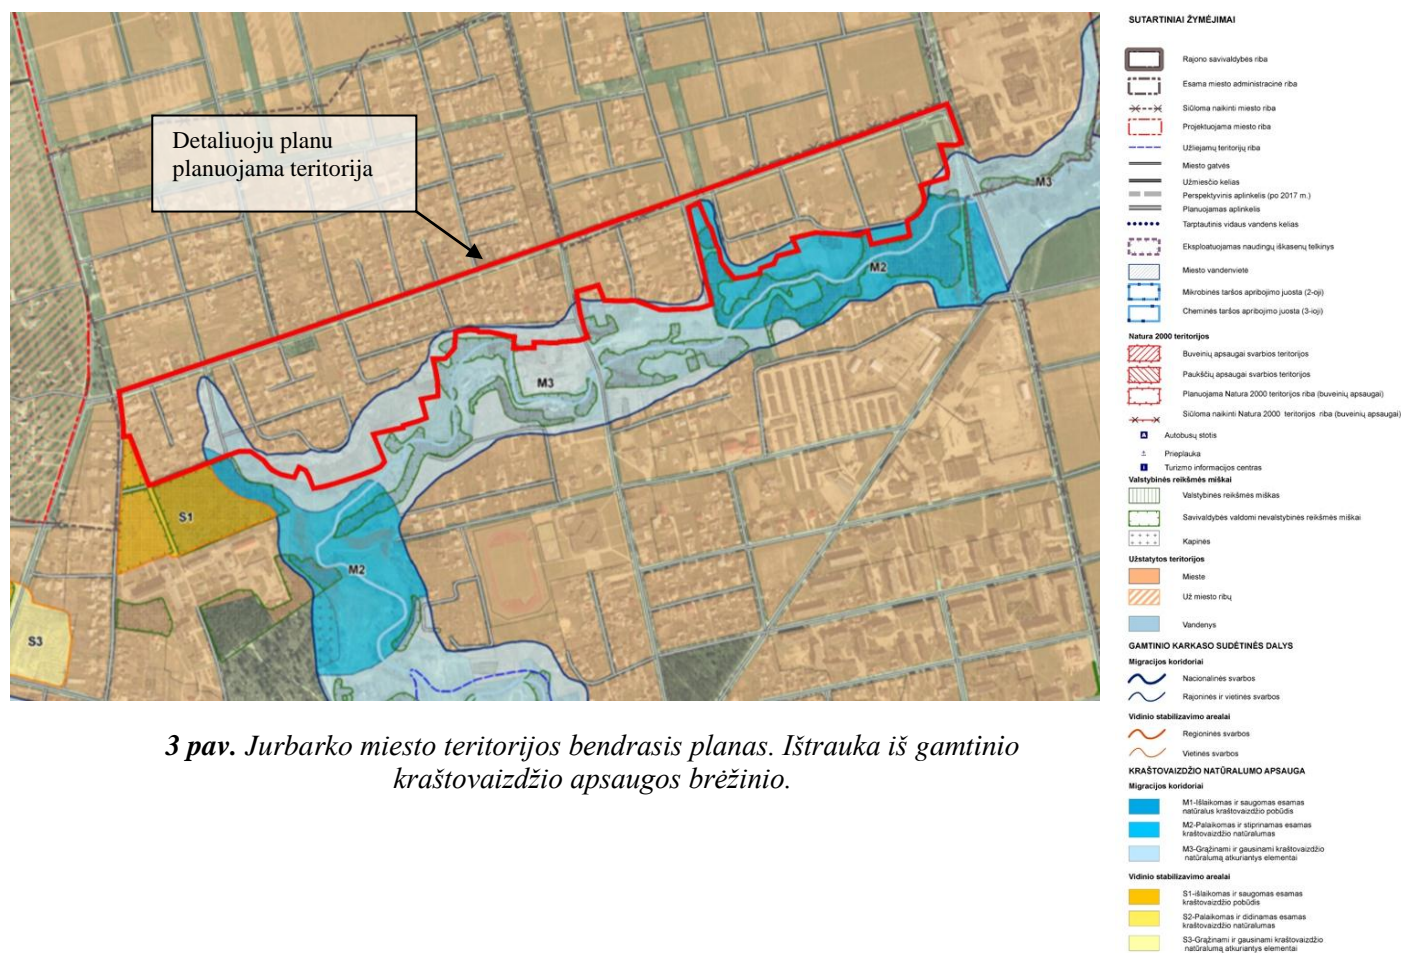 Detaliuoju planu
planuojama teritorija
M3
M2
M3
S1
M2
S3
3 pav. Jurbarko miesto teritorijos bendrasis planas. Ištrauka iš gamtinio
kraštovaizdžio apsaugos brėžinio.
SUTARTINIAI ŽYMĖJIMAI
Rajono savivaldybės riba
Esama miesto administracinė riba
Siūloma naikinti miesto riba
Projektuojama miesto riba
Užliejamų teritorijų riba
Miesto gatvės
Užmiesčio kelias
Perspektyvinis aplinkelis (po 2017 m.)
Planuojamas aplinkelis
Tarptautinis vidaus vandens kelias
Eksploatuojamas naudingų iškasenų telkinys
Miesto vandenvietė
Mikrobinės taršos apribojimo juosta (2-oji)
Cheminės taršos apribojimo juosta (3-ioji)
Natura 2000 teritorijos
Buveinių apsaugai svarbios teritorijos
Paukščių apsaugai svarbios teritorijos
Planuojama Natura 2000 teritorijos riba (buveinių apsaugai)
Siūloma naikinti Natura 2000 teritorijos riba (buveinių apsaugai)
A Autobusų stotis
Prieplauka
i Turizmo informacijos centras
Valstybinės reikšmės miškai
Valstybinės reikšmės miškas
Savivaldybės valdomi nevalstybinės reikšmės miškai
Kapinės
Užstatytos teritorijos
Mieste
Už miesto ribų
Vandenys
GAMTINIO KARKASO SUDĖTINĖS DALYS
Migracijos koridoriai
Nacionalinės svarbos
Rajoninės ir vietinės svarbos
Vidinio stabilizavimo arealai
Regioninės svarbos
Vietinės svarbos
KRAŠTOVAIZDŽIO NATŪRALUMO APSAUGA
Migracijos koridoriai
M1-Išlaikomas ir saugomas esamas
natūralus kraštovaizdžio pobūdis
M2-Palaikomas ir stiprinamas esamas
kraštovaizdžio natūralumas
M3-Grąžinami ir gausinami kraštovaizdžio
natūralumą atkuriantys elementai
Vidinio stabilizavimo arealai
S1-išlaikomas ir saugomas esamas
kraštovaizdžio pobūdis
S2-Palaikomas ir didinamas esamas
kraštovaizdžio natūralumas
S3-Grąžinami ir gausinami kraštovaizdžio
natūralumą atkuriantys elementai